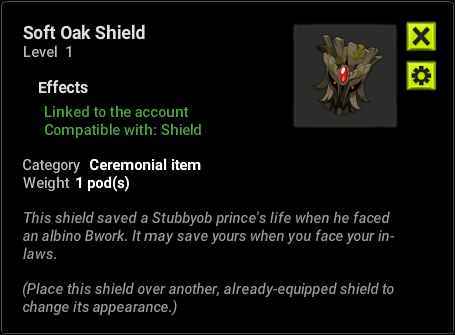 Soft Oak Shield
Level 1
Effects
Linked to the account
Compatible with: Shield
Category Ceremonial item
Weight 1 pod(s)
This shield saved a Stubbyob prince's life when he faced
an albino Bwork. It may save yours when you face your in-
laws.
(Place this shield over another, already-equipped shield to
change its appearance.)